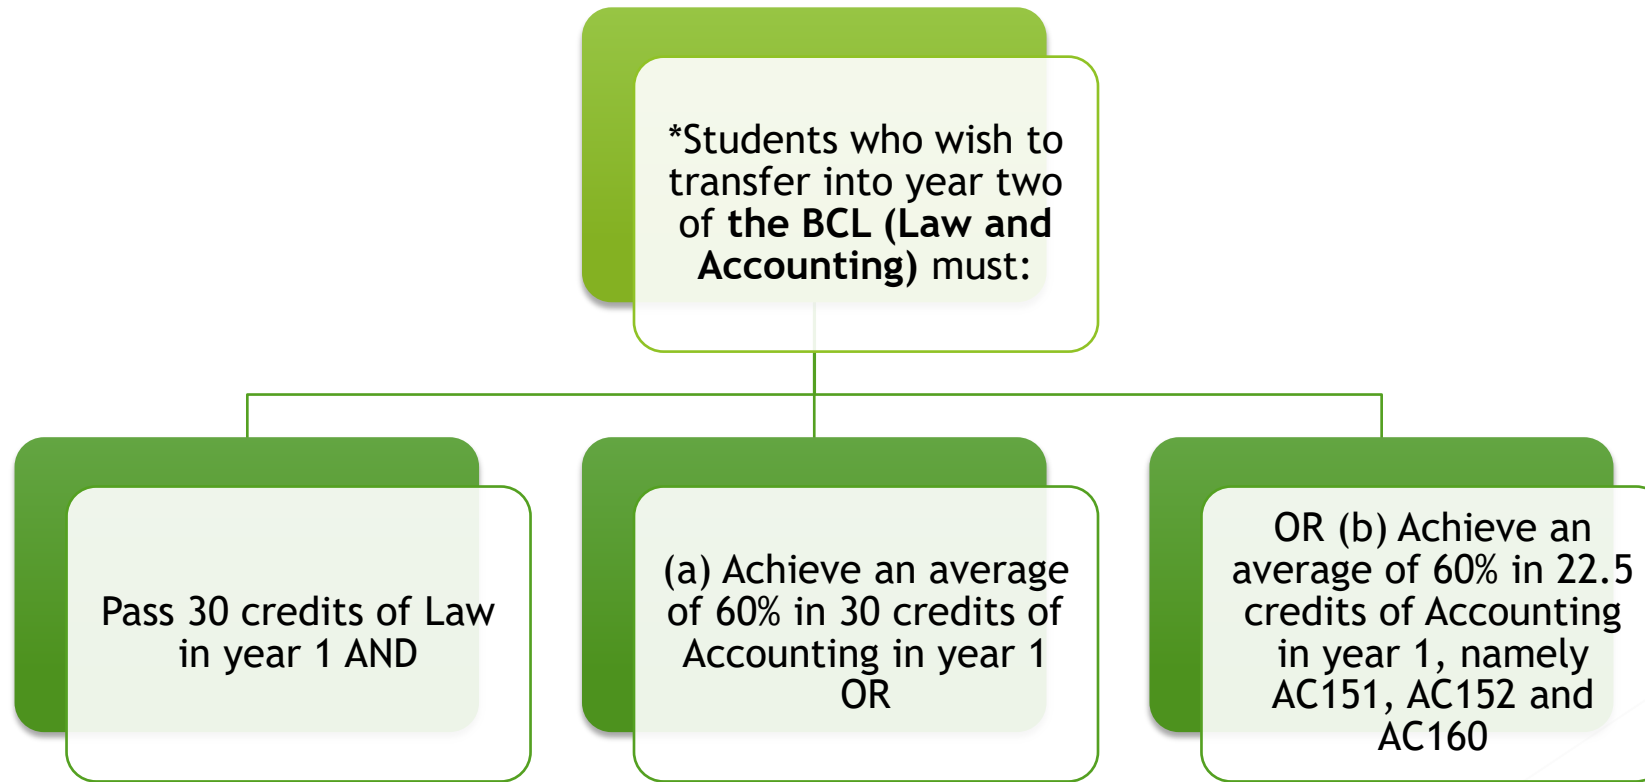 *Students who wish to
transfer into year two
of the BCL (Law and
Accounting) must:
Pass 30 credits of Law
in year 1 AND
(a) Achieve an average
of 60% in 30 credits of
Accounting in year 1
OR
OR (b) Achieve an
average of 60% in 22.5
credits of Accounting
in year 1, namely
AC151, AC152 and
AC160